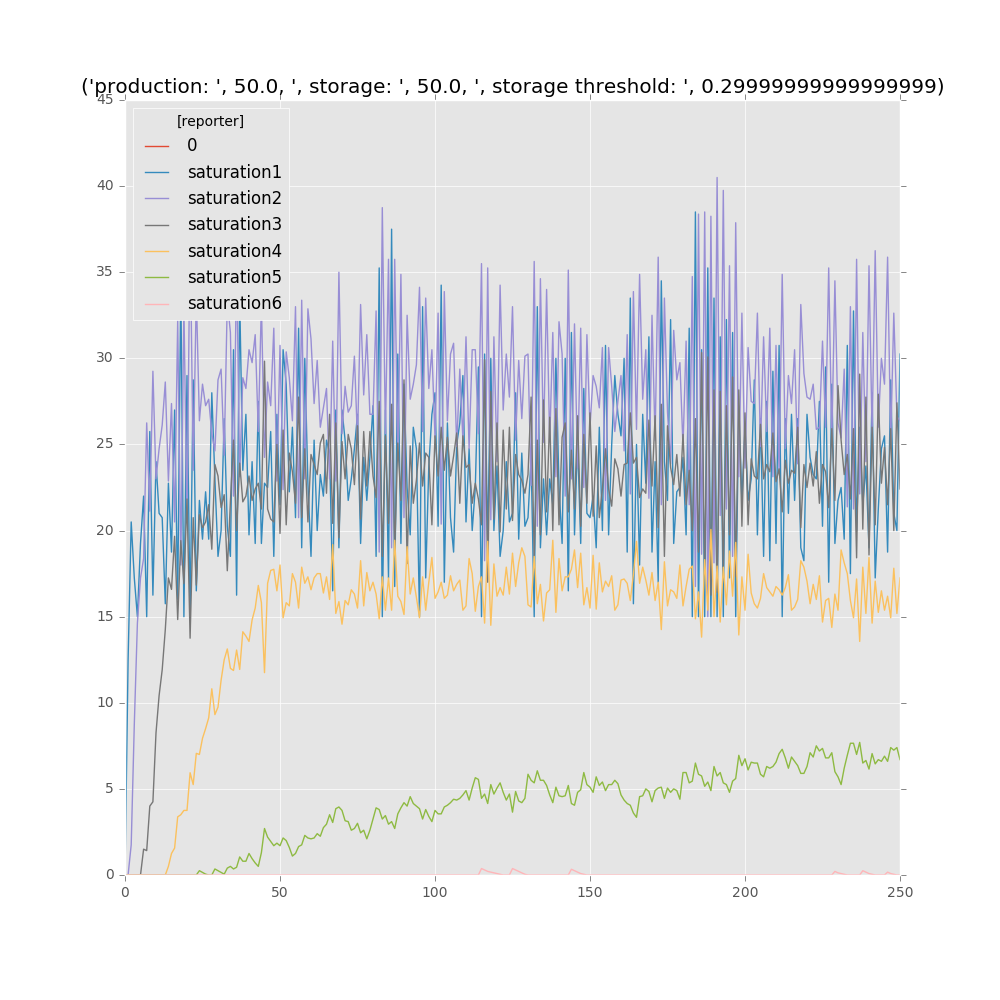 ('production: ', 50.0, ', storage: ', 50.0, ', storage threshold: ', 0.29999999999999999)
45
40
35
30
25
20
15
10
5
0
[reporter]
0
saturation1
saturation2
saturation3
saturation4
saturation5
saturation6
0 50 100 150 200 250